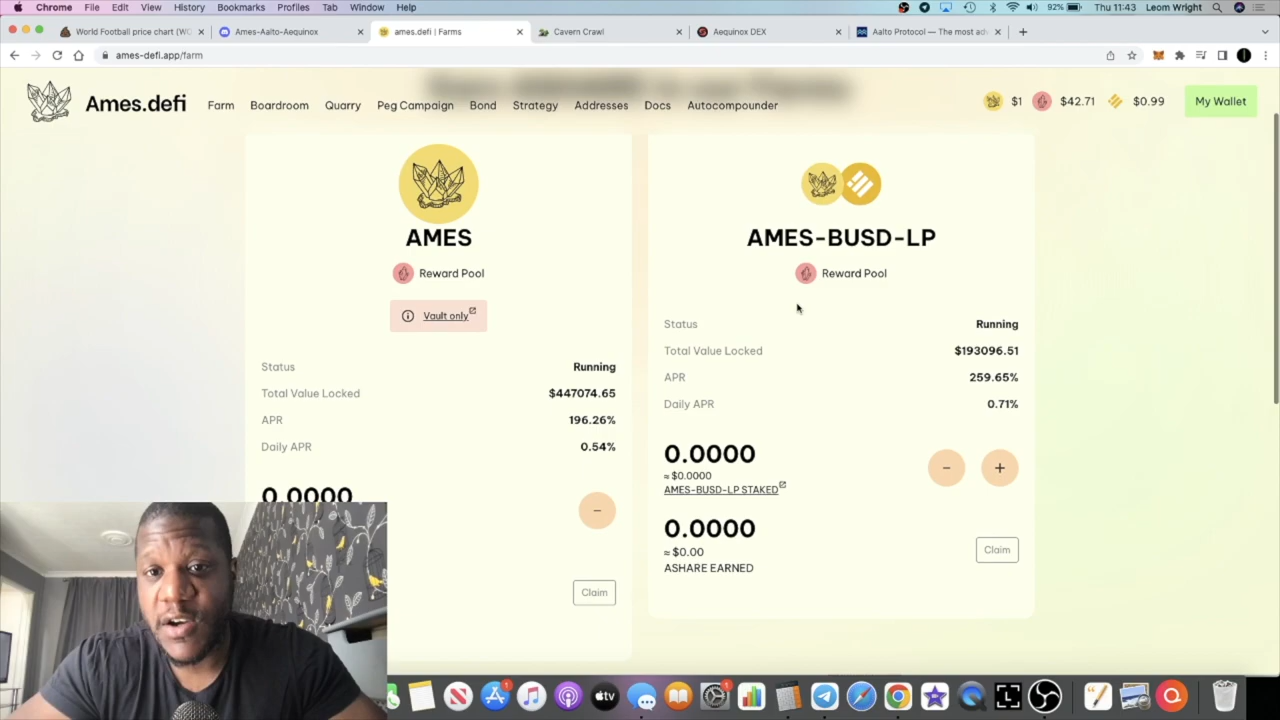 Chrome File Edit View History Bookmarks Profiles Tab Window Help 92% Thu 11:43 Leom Wright
World Football price chart (WO Ames-Aalto-Aequinox ames.defi | Farms Cavern Crawl Aequinox DEX Aalto Protocol — The most adv
ames-defi.app/farm
Ames.defi Farm Boardroom Quarry Peg Campaign Bond Strategy Addresses Docs Autocompounder $1 $42.71 $0.99 My Wallet
AMES
Reward Pool
Vault only
Status Running
Total Value Locked $447074.65
APR 196.26%
Daily APR 0.54%
0.0000
−
Claim
AMES-BUSD-LP
Reward Pool
Status Running
Total Value Locked $193096.51
APR 259.65%
Daily APR 0.71%
0.0000
≈ $0.0000
AMES-BUSD-LP STAKED
− +
0.0000
≈ $0.00
ASHARE EARNED
Claim
tv